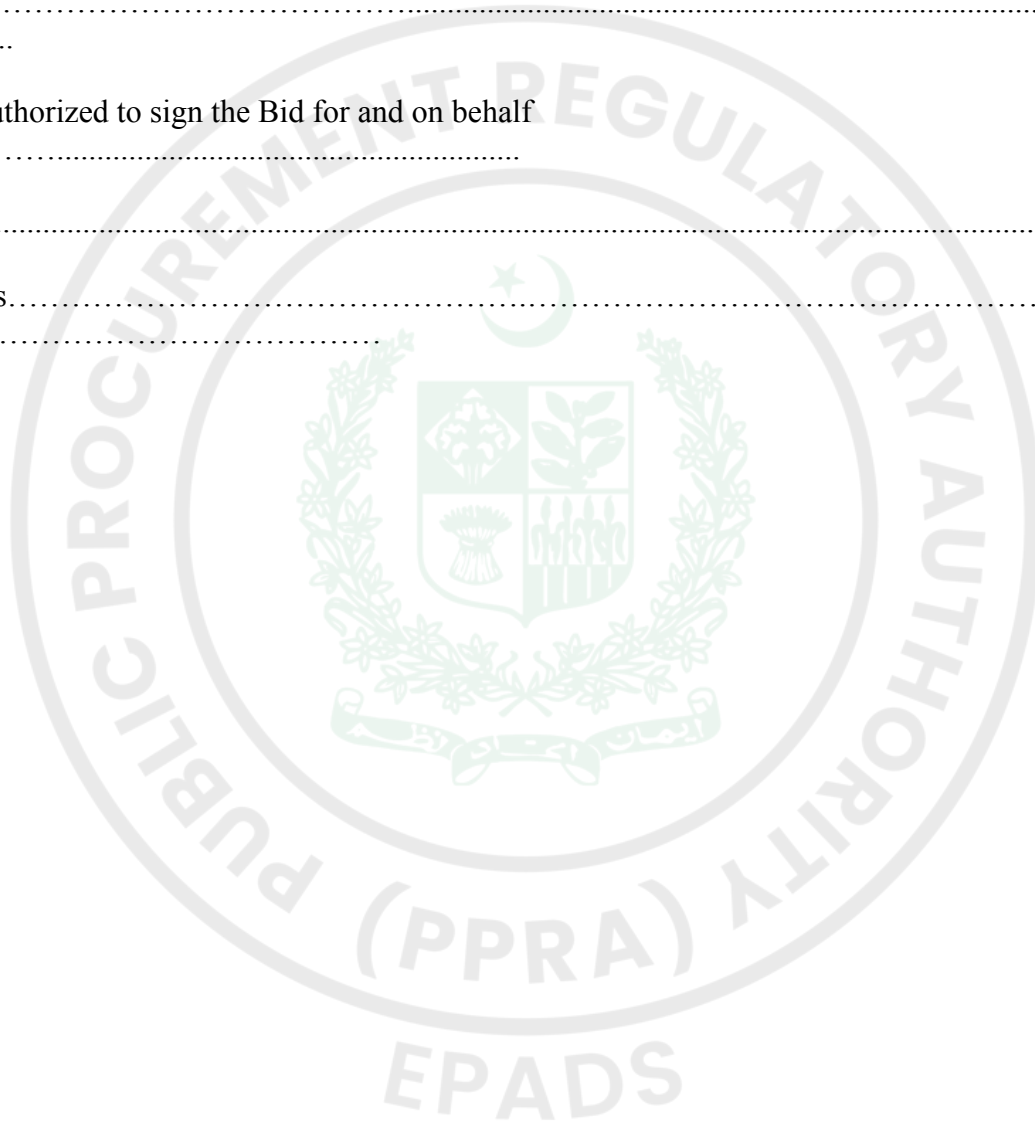 ………………………………………..............................................................................
..
uthorized to sign the Bid for and on behalf
…….........................................................
..............................................................................................................................
s……………………………………………..……………………………………………
……………………………………
PUBLIC PROCUREMENT REGULATORY AUTHORITY
(PPRA)
EPADS